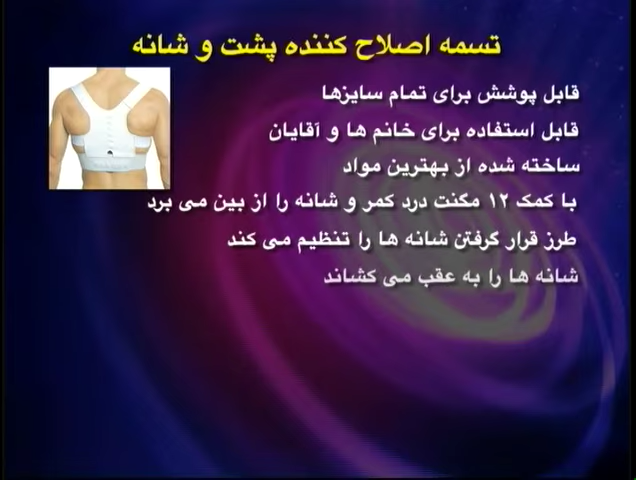 تسمه اصلاح کننده پشت و شانه
قابل پوشش برای تمام سایزها
قابل استفاده برای خانم ها و آقایان
ساخته شده از بهترین مواد
با کمک ۱۲ مگنت درد کمر و شانه را از بین می برد
طرز قرار گرفتن شانه ها را تنظیم می کند
شانه ها را به عقب می کشاند